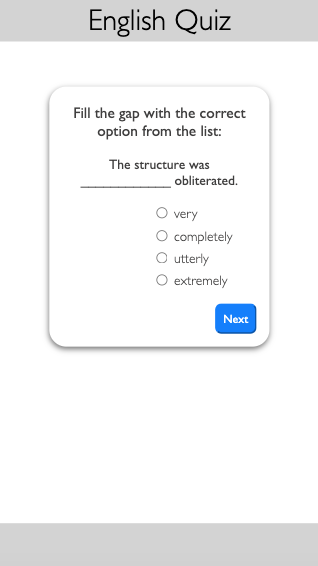 English Quiz
Fill the gap with the correct
option from the list:
The structure was
____________ obliterated.
very
completely
utterly
extremely
Next